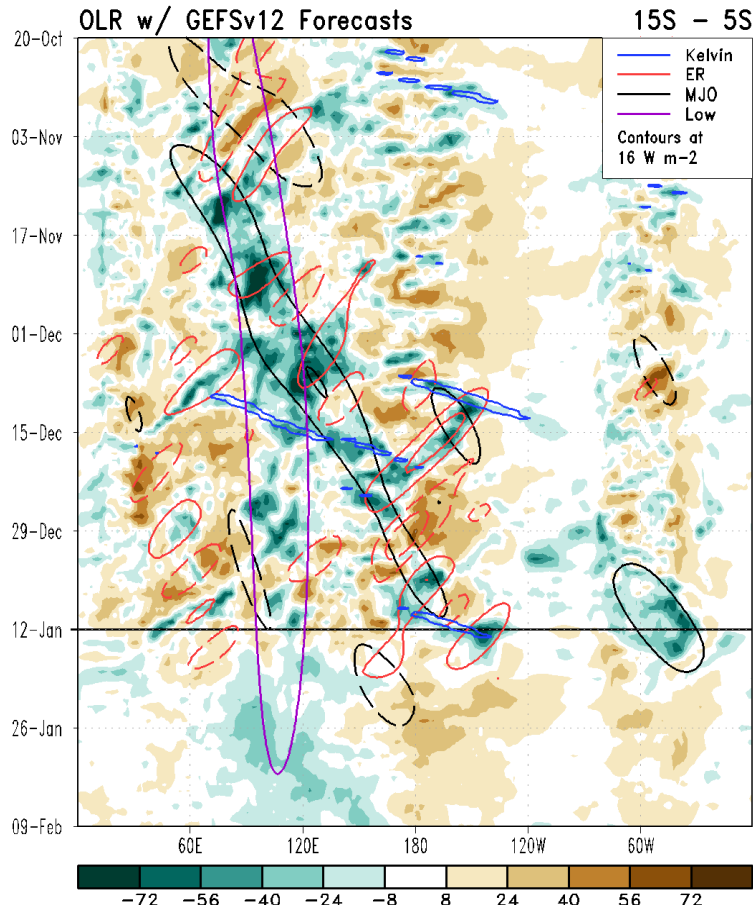 OLR w/ GEFSv12 Forecasts 15S - 5S
20-Oct
03-Nov
17-Nov
01-Dec
15-Dec
29-Dec
12-Jan
26-Jan
09-Feb
Kelvin
ER
MJO
Low
Contours at
16 W m-2
60E 120E 180 120W 60W
-72 -56 -40 -24 -8 8 24 40 56 72